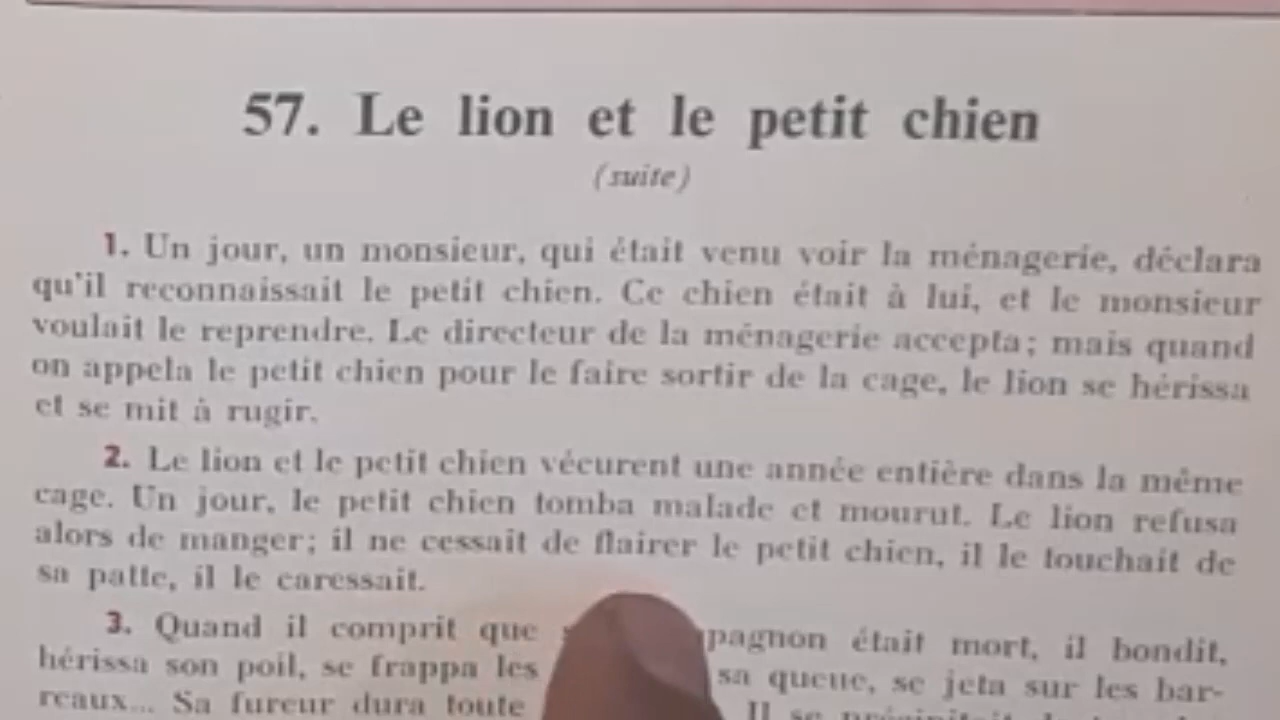 57. Le lion et le petit chien
(suite)
1. Un jour, un monsieur, qui était venu voir la ménagerie, déclara
qu'il reconnaissait le petit chien. Ce chien était à lui, et le monsieur
voulait le reprendre. Le directeur de la ménagerie accepta; mais quand
on appela le petit chien pour le faire sortir de la cage, le lion se hérissa
et se mit à rugir.
2. Le lion et le petit chien vécurent une année entière dans la même
cage. Un jour, le petit chien tomba malade et mourut. Le lion refusa
alors de manger; il ne cessait de flairer le petit chien, il le touchait de
sa patte, il le caressait.
3. Quand il comprit que pagnon était mort, il bondit,
hérissa son poil, se frappa les sa queue, se jeta sur les bar-
reaux... Sa fureur dura toute Il se